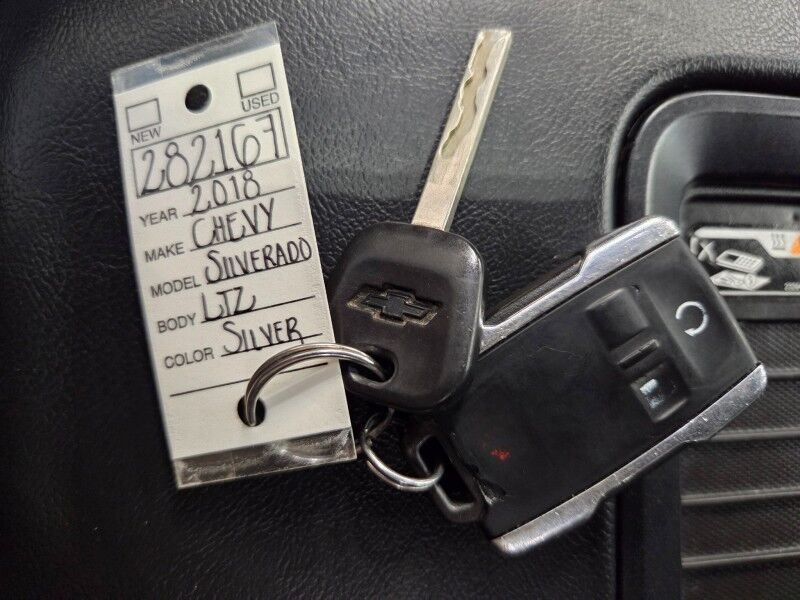 NEW USED
282167
YEAR 2018
MAKE CHEVY
MODEL SILVERADO
BODY LTZ
COLOR SILVER